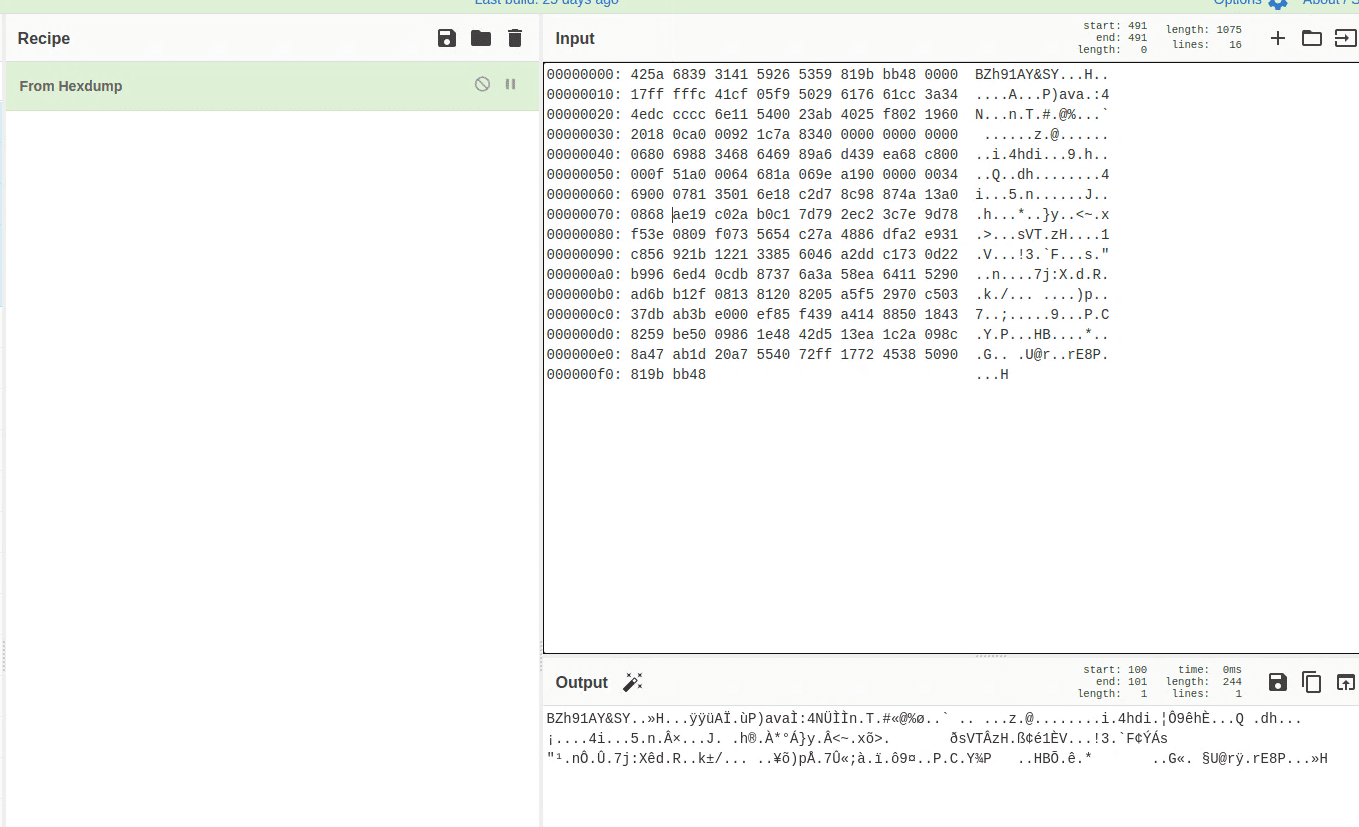 Last build: 25 days ago
Options
About / S
Recipe
From Hexdump
Input
start: 491
end: 491
length: 0
length: 1075
lines: 16
00000000: 425a 6839 3141 5926 5359 819b bb48 0000  BZh91AY&SY...H..
00000010: 17ff fffc 41cf 05f9 5029 6176 61cc 3a34  ....A...P)ava.:4
00000020: 4edc cccc 6e11 5400 23ab 4025 f802 1960  N...n.T.#.@%...`
00000030: 2018 0ca0 0092 1c7a 8340 0000 0000 0000   ......z.@......
00000040: 0680 6988 3468 6469 89a6 d439 ea68 c800  ..i.4hdi...9.h..
00000050: 000f 51a0 0064 681a 069e a190 0000 0034  ..Q..dh........4
00000060: 6900 0781 3501 6e18 c2d7 8c98 874a 13a0  i...5.n......J..
00000070: 0868 ae19 c02a b0c1 7d79 2ec2 3c7e 9d78  .h...*..}y..<~.x
00000080: f53e 0809 f073 5654 c27a 4886 dfa2 e931  .>...sVT.zH....1
00000090: c856 921b 1221 3385 6046 a2dd c173 0d22  .V...!3.`F...s."
000000a0: b996 6ed4 0cdb 8737 6a3a 58ea 6411 5290  ..n....7j:X.d.R.
000000b0: ad6b b12f 0813 8120 8205 a5f5 2970 c503  .k./... ....)p..
000000c0: 37db ab3b e000 ef85 f439 a414 8850 1843  7..;.....9...P.C
000000d0: 8259 be50 0986 1e48 42d5 13ea 1c2a 098c  .Y.P...HB....*..
000000e0: 8a47 ab1d 20a7 5540 72ff 1772 4538 5090  .G.. .U@r..rE8P.
000000f0: 819b bb48                                ...H
Output
start: 100
end: 101
length: 1
time: 0ms
length: 244
lines: 1
BZh91AY&SY..»H...ÿÿüAÏ.ùP)avaÌ:4NÜÌÌn.T.#«@%ø..` .. ...z.@........i.4hdi.¦Ô9êhÈ...Q .dh...
¡....4i...5.n.Â×...J. .h®.À*°Á}y.Â<~.xõ>.       ðsVTÂzH.ß¢é1ÈV...!3.`F¢ÝÁs
"¹.nÔ.Û.7j:Xêd.R..k±/... ..¥õ)pÅ.7Û«;à.ï.ô9¤..P.C.Y¾P   ..HBÕ.ê.*       ..G«. §U@rÿ.rE8P...»H